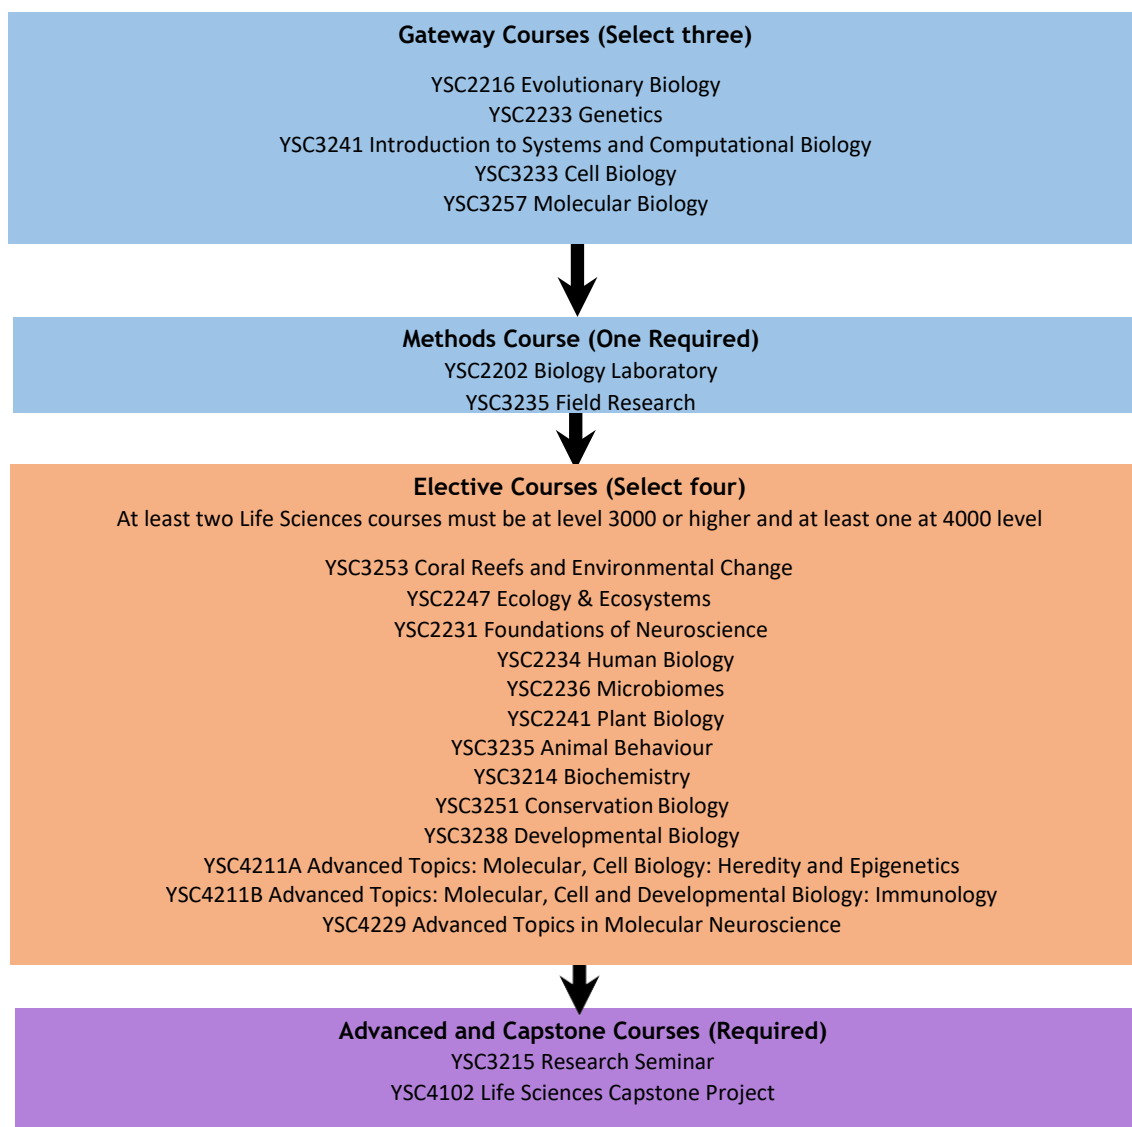 Gateway Courses (Select three)
YSC2216 Evolutionary Biology
YSC2233 Genetics
YSC3241 Introduction to Systems and Computational Biology
YSC3233 Cell Biology
YSC3257 Molecular Biology
Methods Course (One Required)
YSC2202 Biology Laboratory
YSC3235 Field Research
Elective Courses (Select four)
At least two Life Sciences courses must be at level 3000 or higher and at least one at 4000 level
YSC3253 Coral Reefs and Environmental Change
YSC2247 Ecology & Ecosystems
YSC2231 Foundations of Neuroscience
YSC2234 Human Biology
YSC2236 Microbiomes
YSC2241 Plant Biology
YSC3235 Animal Behaviour
YSC3214 Biochemistry
YSC3251 Conservation Biology
YSC3238 Developmental Biology
YSC4211A Advanced Topics: Molecular, Cell Biology: Heredity and Epigenetics
YSC4211B Advanced Topics: Molecular, Cell and Developmental Biology: Immunology
YSC4229 Advanced Topics in Molecular Neuroscience
Advanced and Capstone Courses (Required)
YSC3215 Research Seminar
YSC4102 Life Sciences Capstone Project